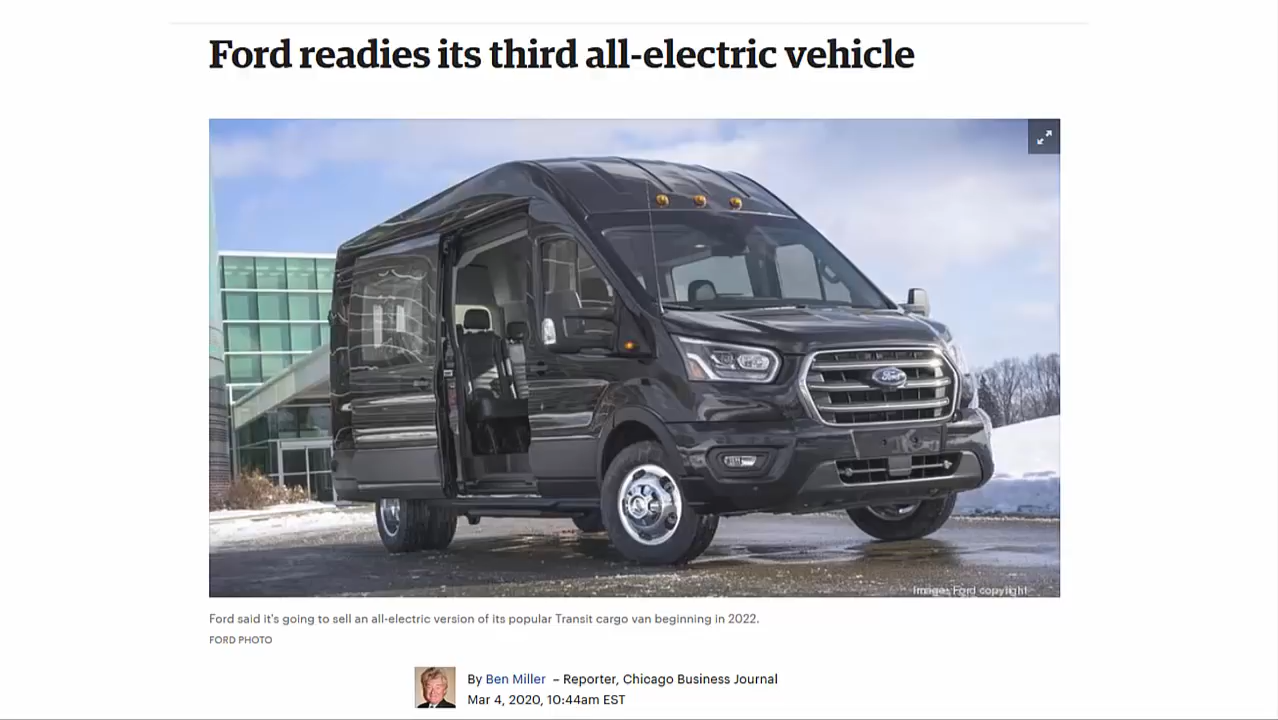 Ford readies its third all-electric vehicle
Ford
Images Ford copyright
Ford said it's going to sell an all-electric version of its popular Transit cargo van beginning in 2022.
FORD PHOTO
By Ben Miller – Reporter, Chicago Business Journal
Mar 4, 2020, 10:44am EST